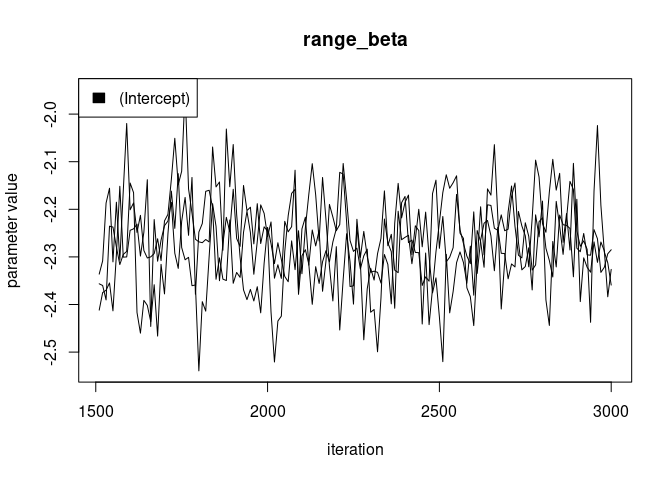 range_beta
(Intercept)
parameter value
-2.0
-2.1
-2.2
-2.3
-2.4
-2.5
1500
2000
2500
3000
iteration